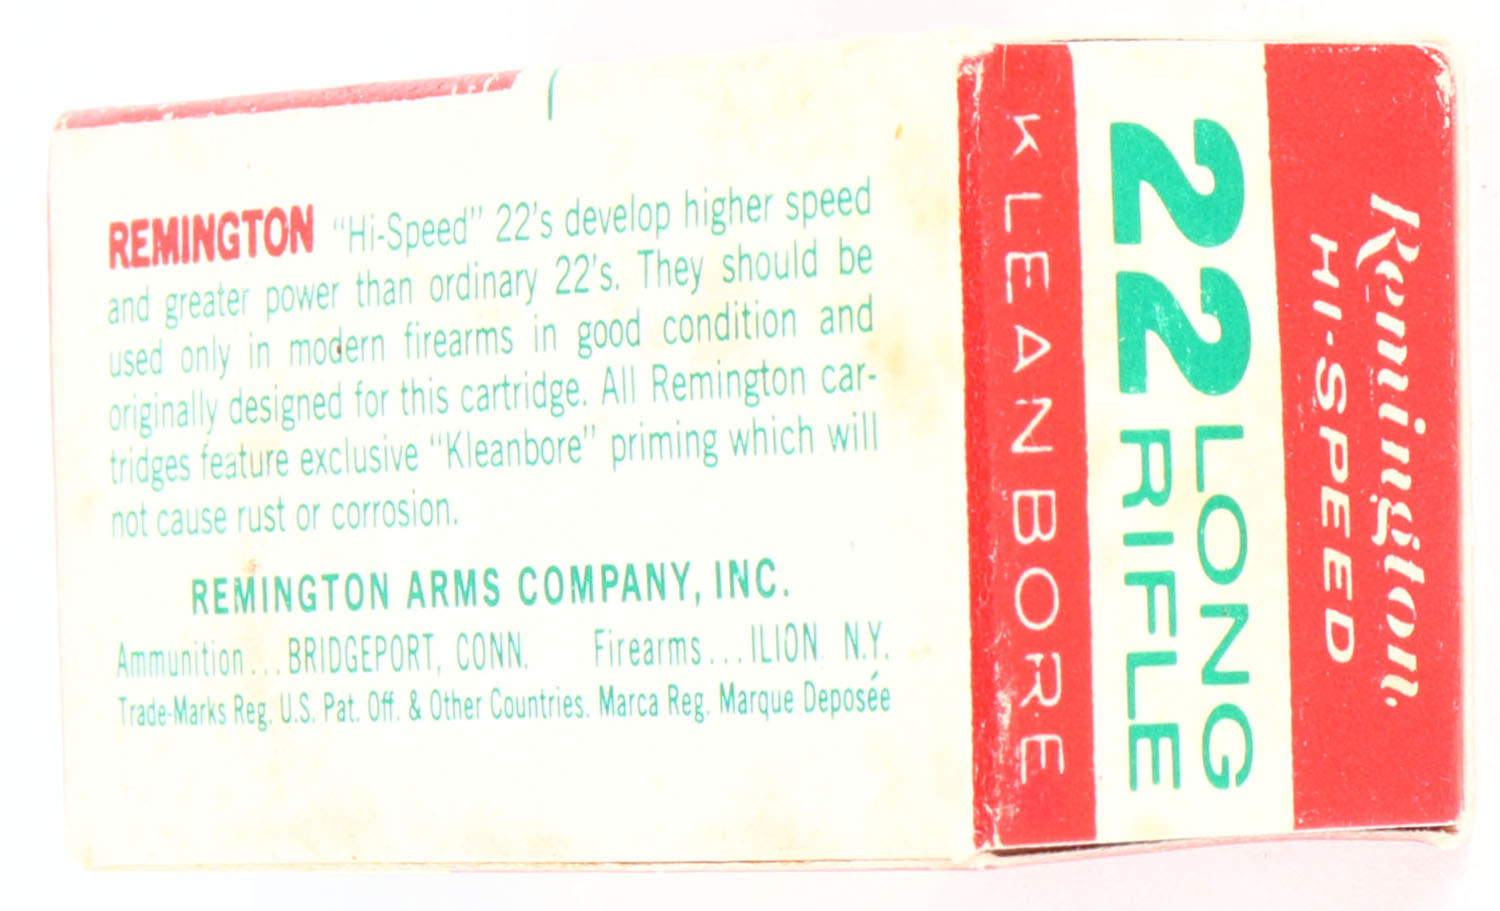 REMINGTON "Hi-Speed" 22's develop higher speed
and greater power than ordinary 22's. They should be
used only in modern firearms in good condition and
originally designed for this cartridge. All Remington car-
tridges feature exclusive "Kleanbore" priming which will
not cause rust or corrosion.
REMINGTON ARMS COMPANY, INC.
Ammunition...BRIDGEPORT, CONN. Firearms...ILION N.Y.
Trade-Marks Reg. U.S. Pat. Off. & Other Countries. Marca Reg. Marque Deposée
Remington.
HI-SPEED
22 LONG
RIFLE
KLEANBORE